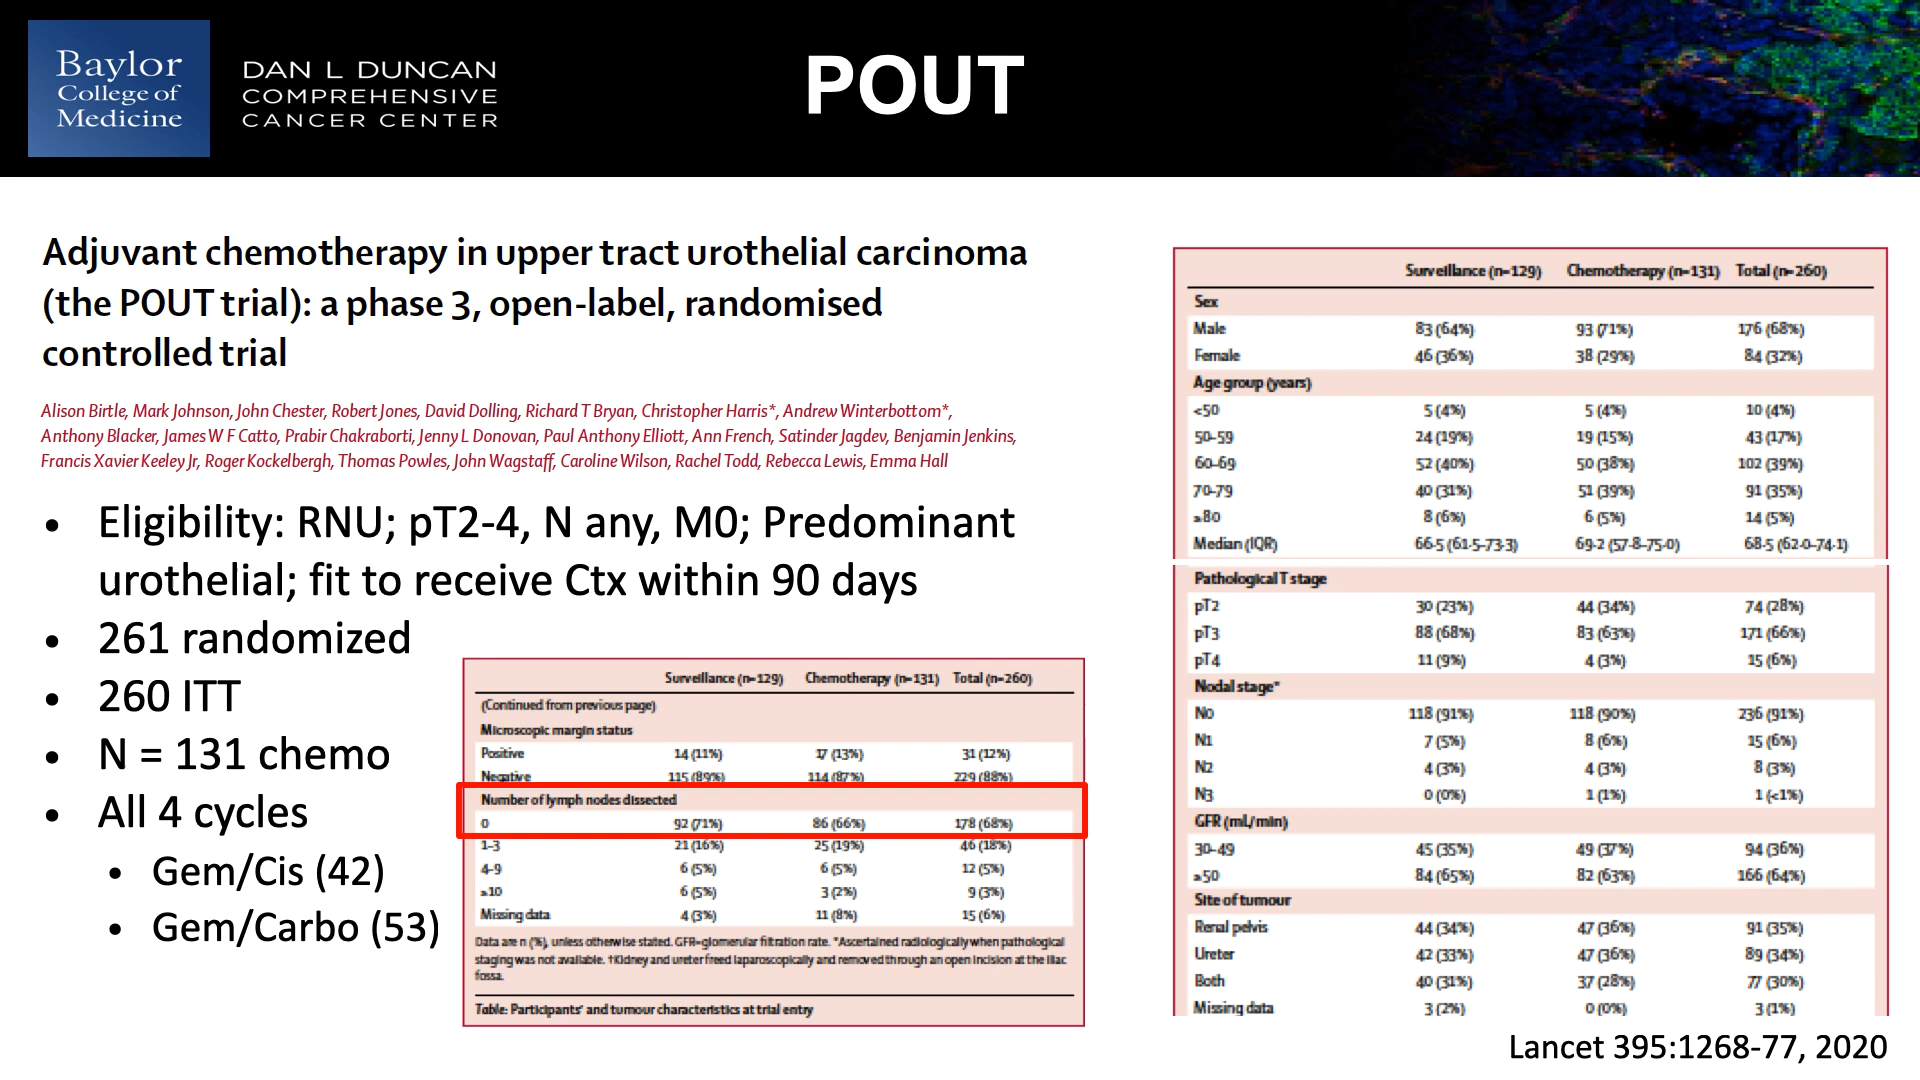 Baylor
College of
Medicine
DAN L DUNCAN
COMPREHENSIVE
CANCER CENTER
POUT
Adjuvant chemotherapy in upper tract urothelial carcinoma
(the POUT trial): a phase 3, open-label, randomised
controlled trial
Alison Birtle, Mark Johnson, John Chester, Robert Jones, David Dolling, Richard T Bryan, Christopher Harris*, Andrew Winterbottom*,
Anthony Blacker, James W F Catto, Prabir Chakraborti, Jenny L Donovan, Paul Anthony Elliott, Ann French, Satinder Jagdev, Benjamin Jenkins,
Francis Xavier Keeley Jr, Roger Kockelbergh, Thomas Powles, John Wagstaff, Caroline Wilson, Rachel Todd, Rebecca Lewis, Emma Hall
• Eligibility: RNU; pT2-4, N any, M0; Predominant
urothelial; fit to receive Ctx within 90 days
• 261 randomized
• 260 ITT
• N = 131 chemo
• All 4 cycles
• Gem/Cis (42)
• Gem/Carbo (53)
Surveillance (n=129) Chemotherapy (n=131) Total (n=260)
(Continued from previous page)
Microscopic margin status
Positive 14 (11%) 17 (13%) 31 (12%)
Negative 115 (89%) 114 (87%) 229 (88%)
Number of lymph nodes dissected
0 92 (71%) 86 (66%) 178 (68%)
1-3 21 (16%) 25 (19%) 46 (18%)
4-9 6 (5%) 6 (5%) 12 (5%)
≥10 6 (5%) 3 (2%) 9 (3%)
Missing data 4 (3%) 11 (8%) 15 (6%)
Data are n (%), unless otherwise stated. GFR=glomerular filtration rate. *Ascertained radiologically when pathological
staging was not available. †Kidney and ureter freed laparoscopically and removed through an open incision at the iliac
fossa.
Table: Participants' and tumour characteristics at trial entry
Surveillance (n=129) Chemotherapy (n=131) Total (n=260)
Sex
Male 83 (64%) 93 (71%) 176 (68%)
Female 46 (36%) 38 (29%) 84 (32%)
Age group (years)
<50 5 (4%) 5 (4%) 10 (4%)
50-59 24 (19%) 19 (15%) 43 (17%)
60-69 52 (40%) 50 (38%) 102 (39%)
70-79 40 (31%) 51 (39%) 91 (35%)
≥80 8 (6%) 6 (5%) 14 (5%)
Median (IQR) 66·5 (61·5–73·3) 69·2 (57·8–75·0) 68·5 (62·0–74·1)
Pathological T stage
pT2 30 (23%) 44 (34%) 74 (28%)
pT3 88 (68%) 83 (63%) 171 (66%)
pT4 11 (9%) 4 (3%) 15 (6%)
Nodal stage*
N0 118 (91%) 118 (90%) 236 (91%)
N1 7 (5%) 8 (6%) 15 (6%)
N2 4 (3%) 4 (3%) 8 (3%)
N3 0 (0%) 1 (1%) 1 (<1%)
GFR (mL/min)
30-49 45 (35%) 49 (37%) 94 (36%)
≥50 84 (65%) 82 (63%) 166 (64%)
Site of tumour
Renal pelvis 44 (34%) 47 (36%) 91 (35%)
Ureter 42 (33%) 47 (36%) 89 (34%)
Both 40 (31%) 37 (28%) 77 (30%)
Missing data 3 (2%) 0 (0%) 3 (1%)
Lancet 395:1268-77, 2020